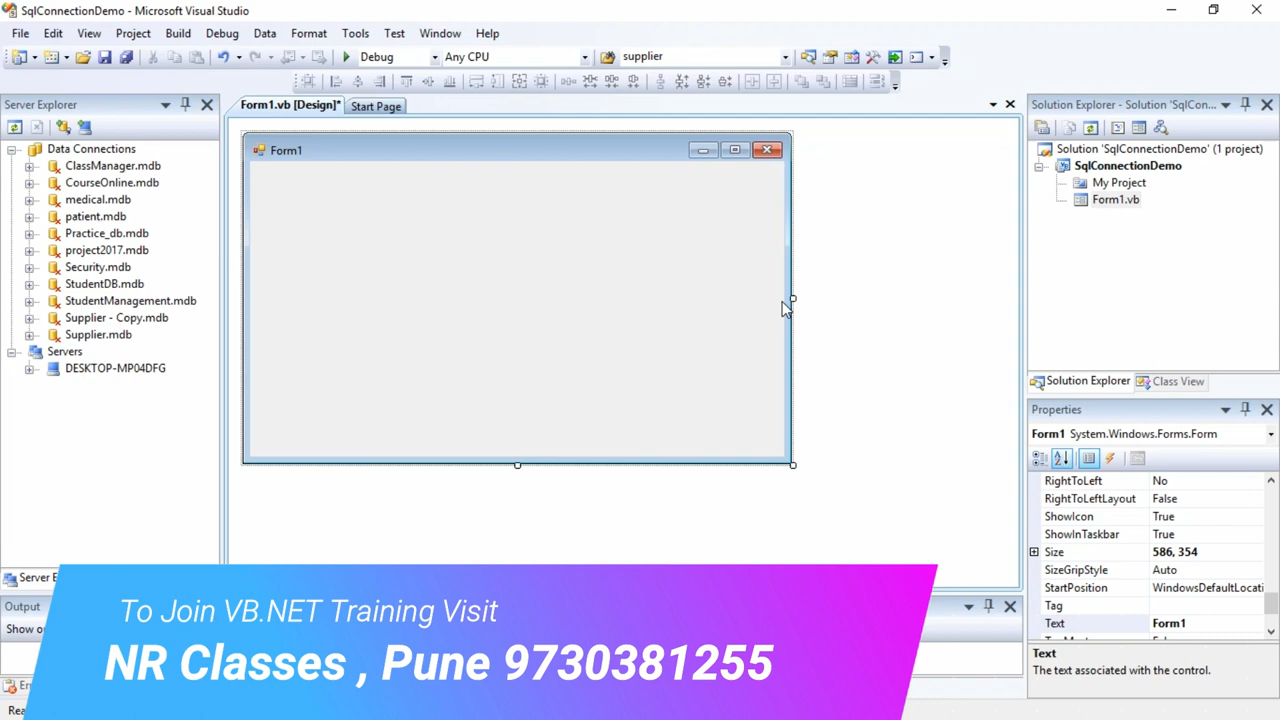 SqlConnectionDemo - Microsoft Visual Studio
File Edit View Project Build Debug Data Format Tools Test Window Help
Debug Any CPU supplier
Server Explorer
Form1.vb [Design]* Start Page
Solution Explorer - Solution 'SqlCon...
Data Connections
ClassManager.mdb
CourseOnline.mdb
medical.mdb
patient.mdb
Practice_db.mdb
project2017.mdb
Security.mdb
StudentDB.mdb
StudentManagement.mdb
Supplier - Copy.mdb
Supplier.mdb
Servers
DESKTOP-MP04DFG
Form1
Solution 'SqlConnectionDemo' (1 project)
SqlConnectionDemo
My Project
Form1.vb
Solution Explorer Class View
Properties
Form1 System.Windows.Forms.Form
RightToLeft No
RightToLeftLayout False
ShowIcon True
ShowInTaskbar True
Size 586, 354
SizeGripStyle Auto
StartPosition WindowsDefaultLocati
Tag
Text Form1
Text
The text associated with the control.
Server E
Output
Show o
To Join VB.NET Training Visit
NR Classes , Pune 9730381255
Rea